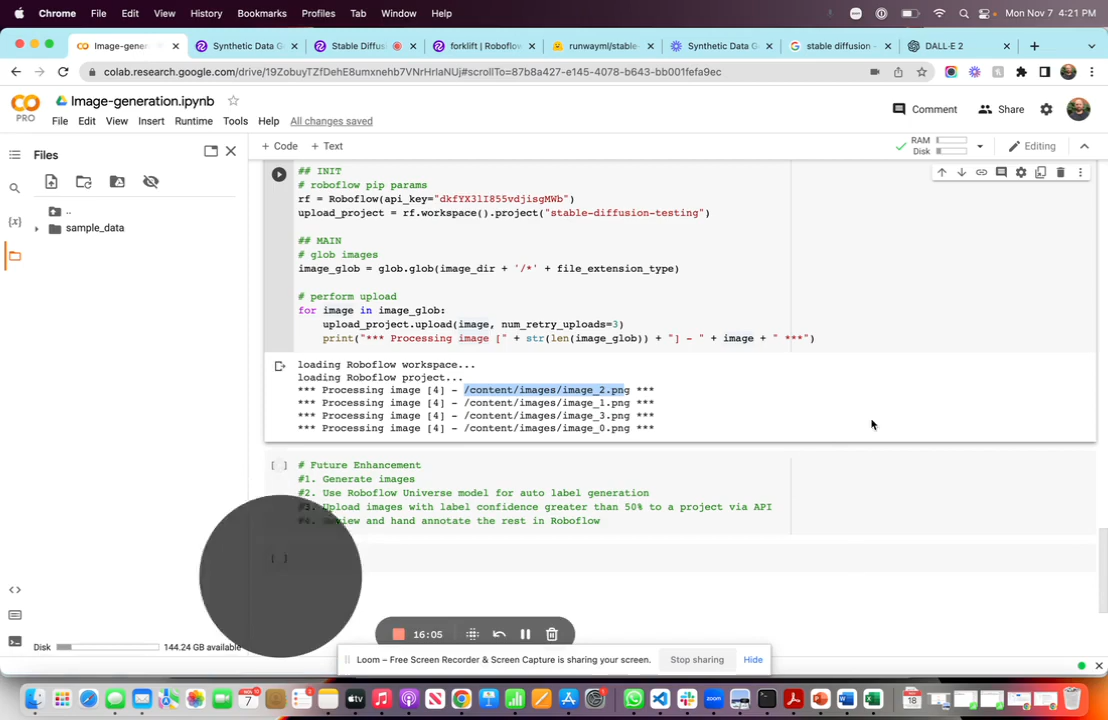 Chrome File Edit View History Bookmarks Profiles Tab Window Help Mon Nov 7 4:21 PM
Image-gener Synthetic Data G Stable Diffus forklift | Roboflow runwayml/stable- Synthetic Data G stable diffusion - DALL·E 2
colab.research.google.com/drive/19ZobuyTZfDehE8umxnehb7VNrHrlaNUj#scrollTo=87b8a427-e145-4078-b643-bb001fefa9ec
Image-generation.ipynb
PRO
Comment Share
File Edit View Insert Runtime Tools Help All changes saved
Files
+ Code + Text
RAM
Disk
Editing
..
sample_data
{x}
## INIT
# roboflow pip params
rf = Roboflow(api_key="dkfYX3lI855vdjisgMWb")
upload_project = rf.workspace().project("stable-diffusion-testing")
## MAIN
# glob images
image_glob = glob.glob(image_dir + '/*' + file_extension_type)
# perform upload
for image in image_glob:
upload_project.upload(image, num_retry_uploads=3)
print("*** Processing image [" + str(len(image_glob)) + "] - " + image + " ***")
loading Roboflow workspace...
loading Roboflow project...
*** Processing image [4] - /content/images/image_2.png ***
*** Processing image [4] - /content/images/image_1.png ***
*** Processing image [4] - /content/images/image_3.png ***
*** Processing image [4] - /content/images/image_0.png ***
[ ] # Future Enhancement
#1. Generate images
#2. Use Roboflow Universe model for auto label generation
Upload images with label confidence greater than 50% to a project via API
and hand annotate the rest in Roboflow
[ ]
16:05
Disk 144.24 GB available
Loom – Free Screen Recorder & Screen Capture is sharing your screen. Stop sharing Hide